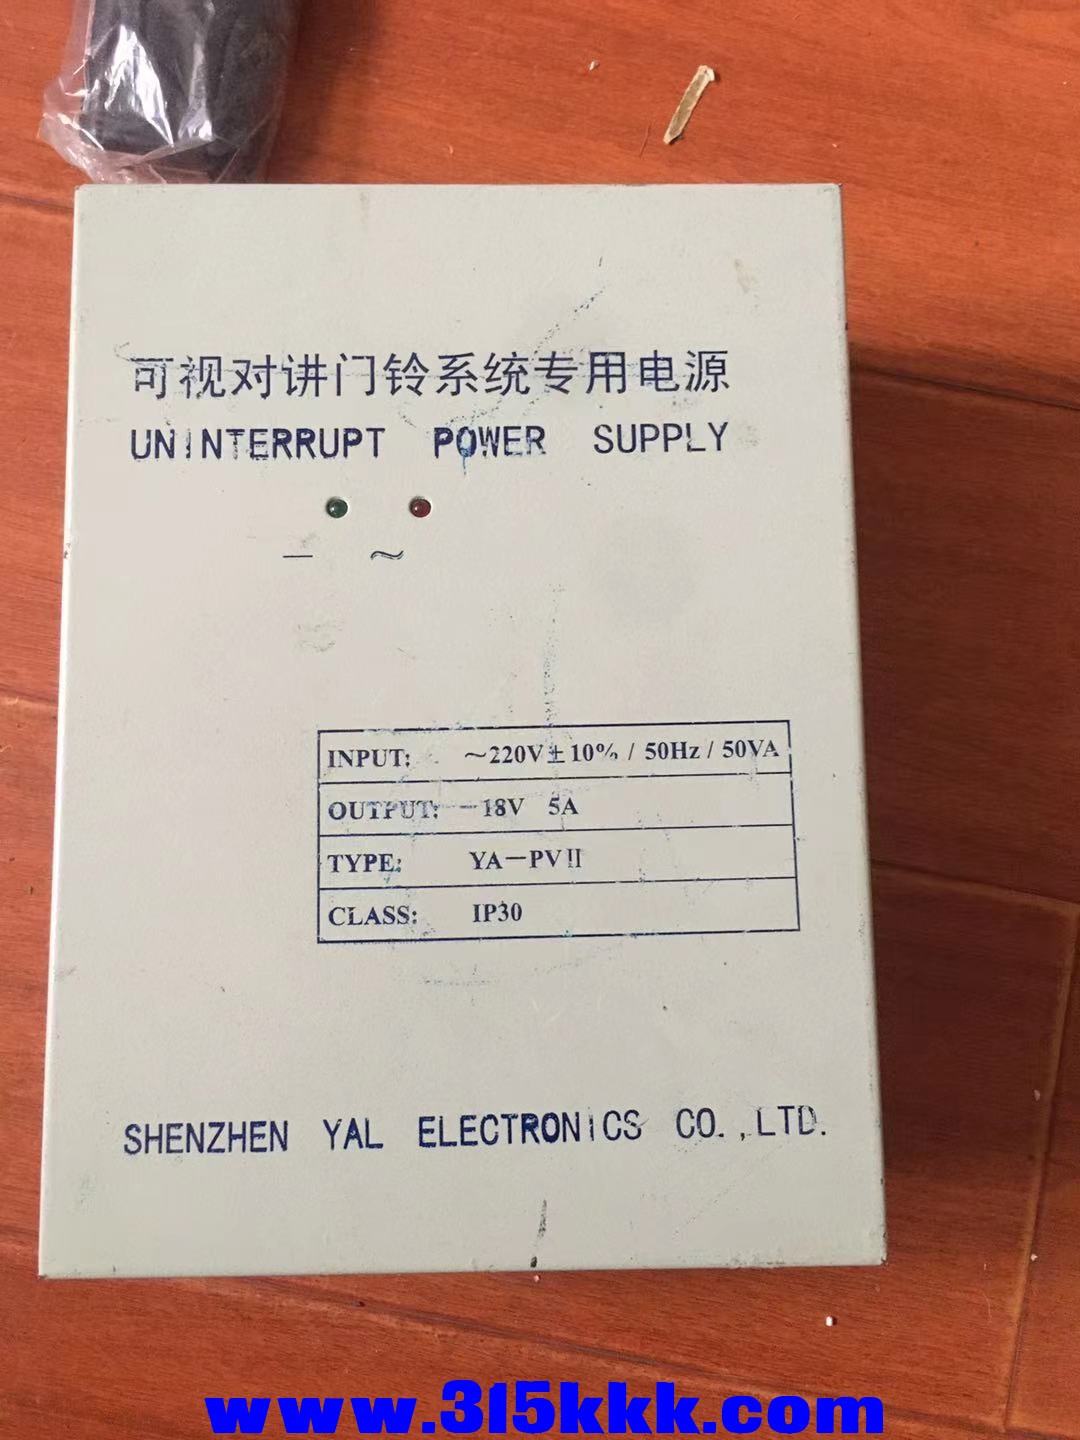 可视对讲门铃系统专用电源
UNINTERRUPT POWER SUPPLY
— ~
INPUT: ~220V±10% / 50Hz / 50VA
OUTPUT: —18V 5A
TYPE: YA—PVⅡ
CLASS: IP30
SHENZHEN YAL ELECTRONICS CO.,LTD.
www.315kkk.com